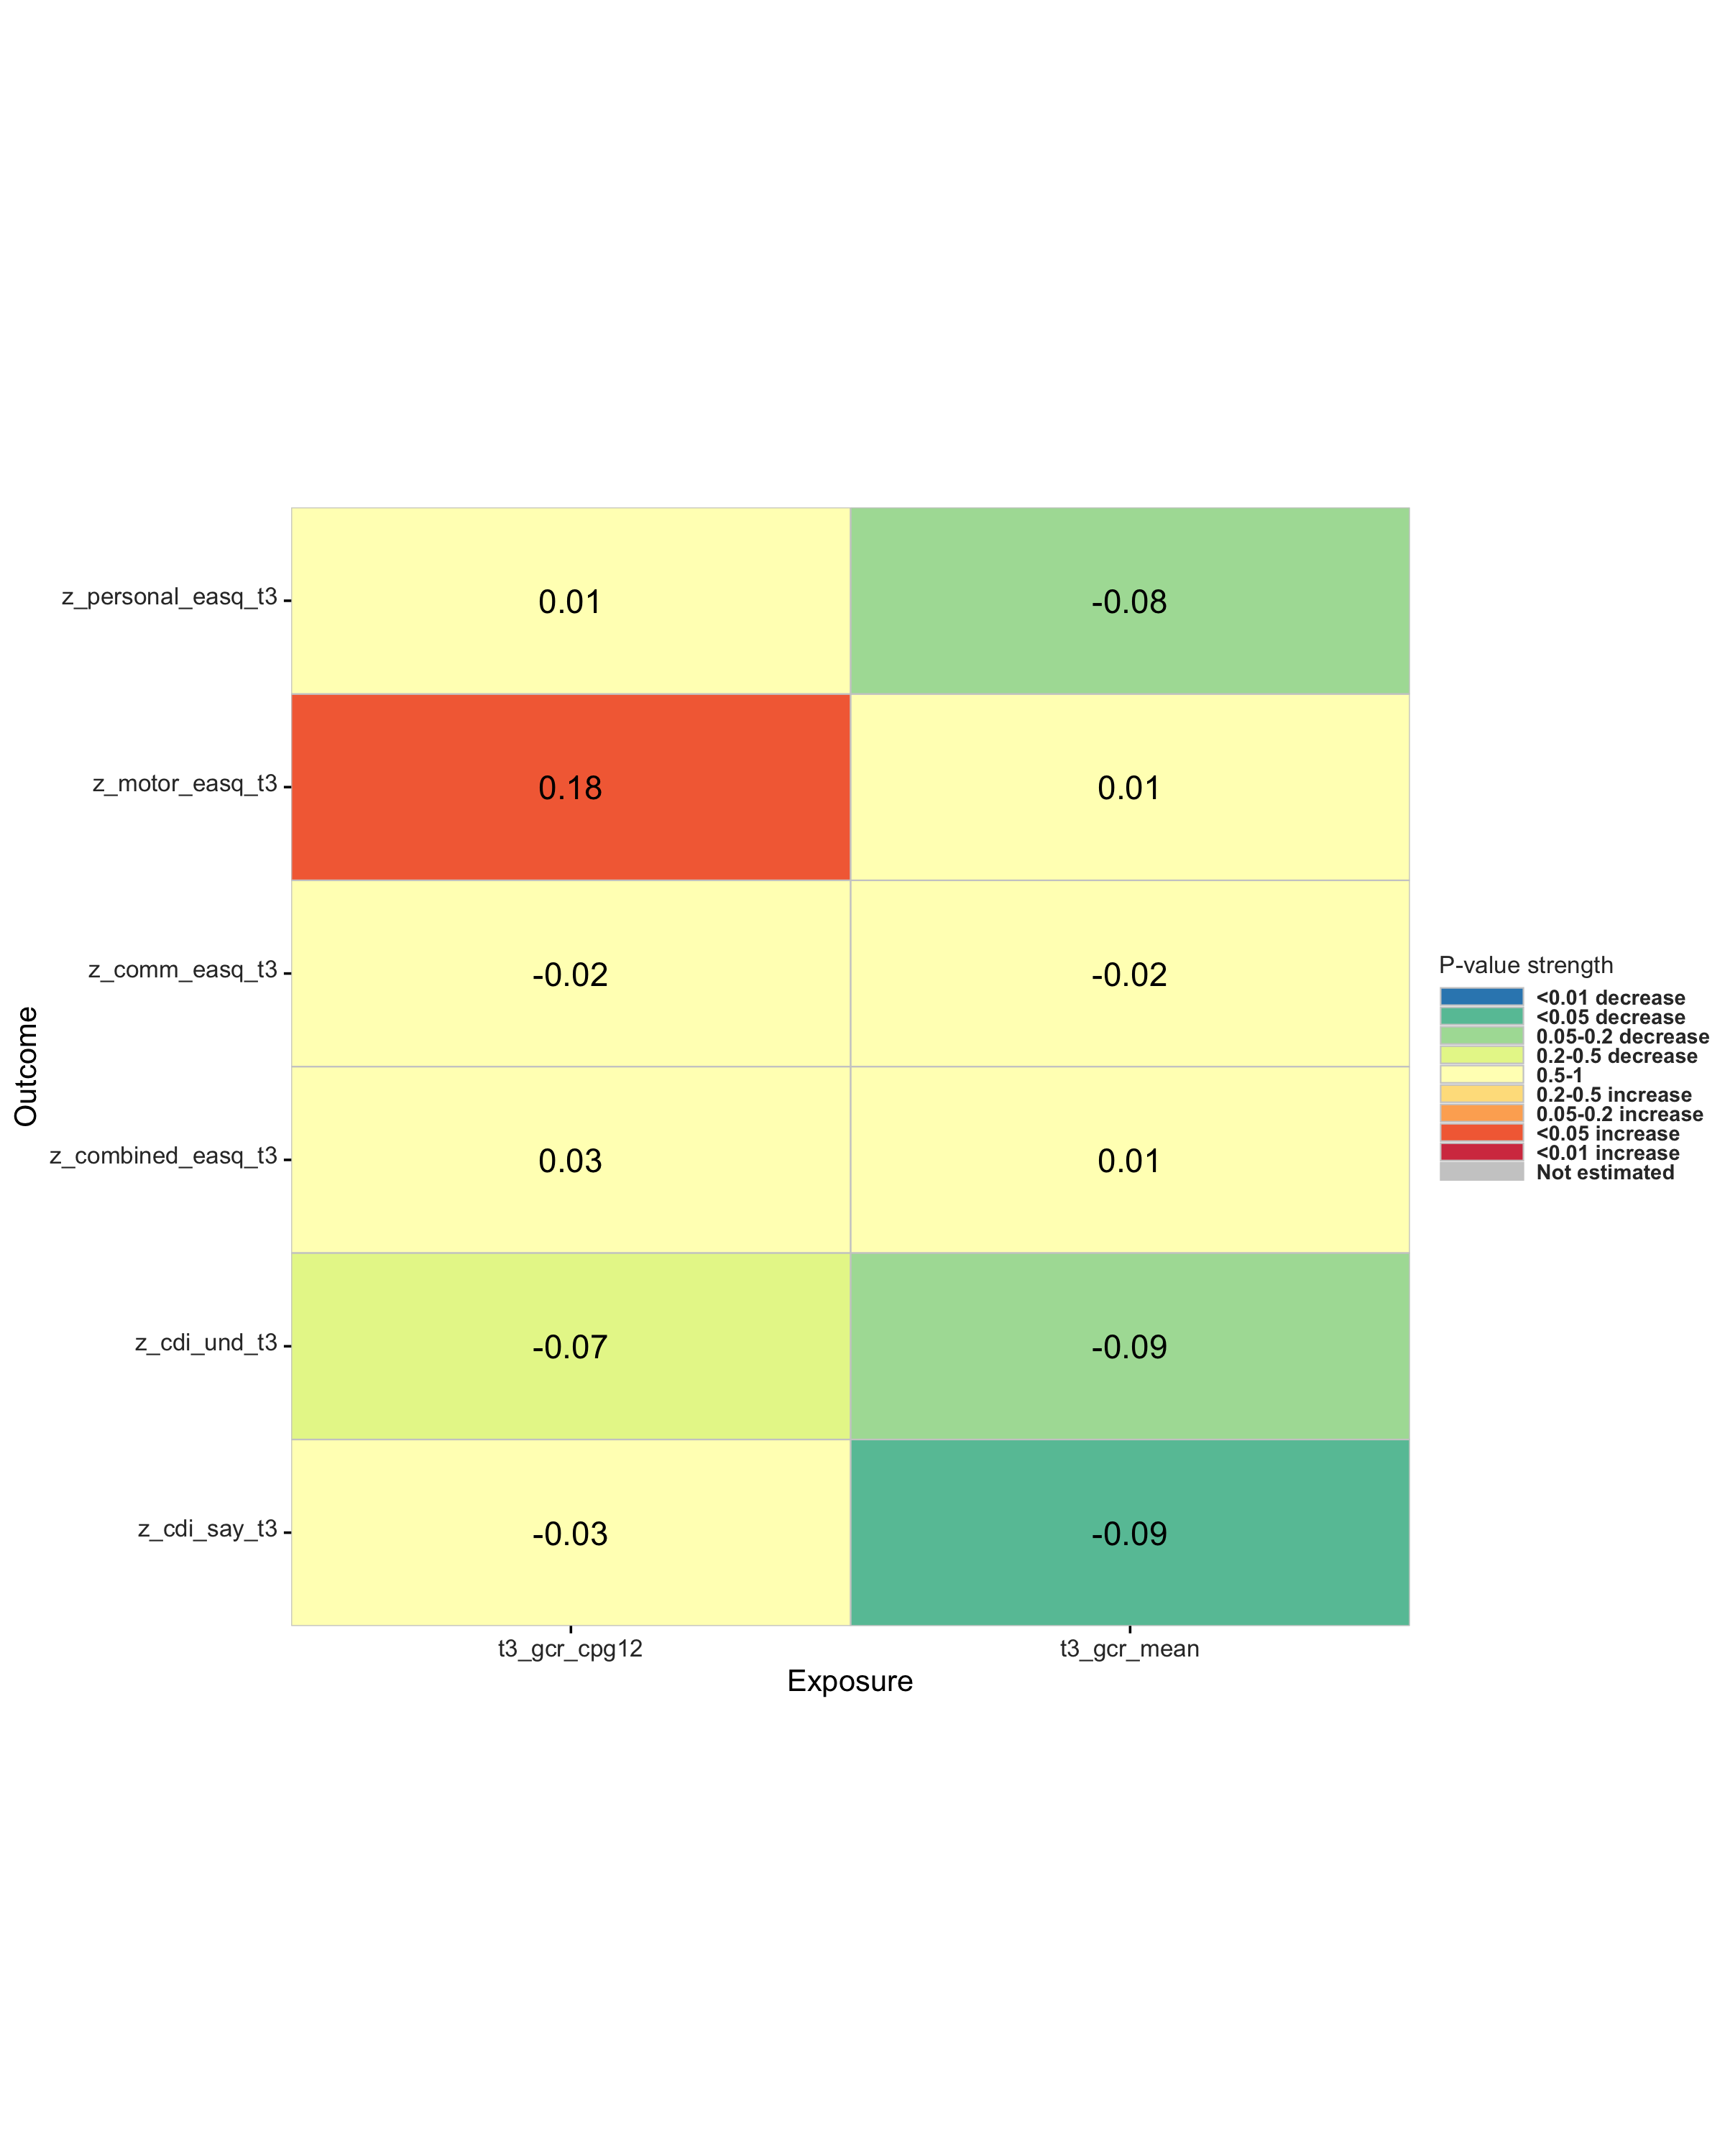 z_personal_easq_t3 0.01 -0.08
z_motor_easq_t3 0.18 0.01
z_comm_easq_t3 -0.02 -0.02
z_combined_easq_t3 0.03 0.01
z_cdi_und_t3 -0.07 -0.09
z_cdi_say_t3 -0.03 -0.09
t3_gcr_cpg12 t3_gcr_mean
Exposure
Outcome
P-value strength
<0.01 decrease
<0.05 decrease
0.05-0.2 decrease
0.2-0.5 decrease
0.5-1
0.2-0.5 increase
0.05-0.2 increase
<0.05 increase
<0.01 increase
Not estimated